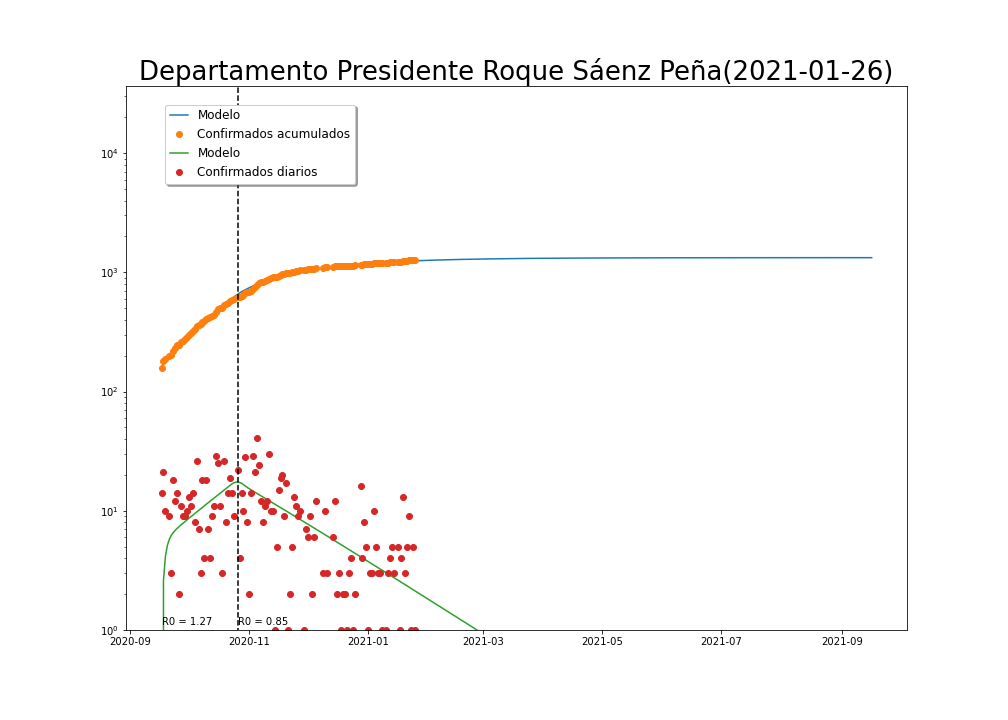 Departamento Presidente Roque Sáenz Peña(2021-01-26)
Modelo
Confirmados acumulados
Modelo
Confirmados diarios
10⁴
10³
10²
10¹
10⁰
R0 = 1.27 R0 = 0.85
2020-09 2020-11 2021-01 2021-03 2021-05 2021-07 2021-09